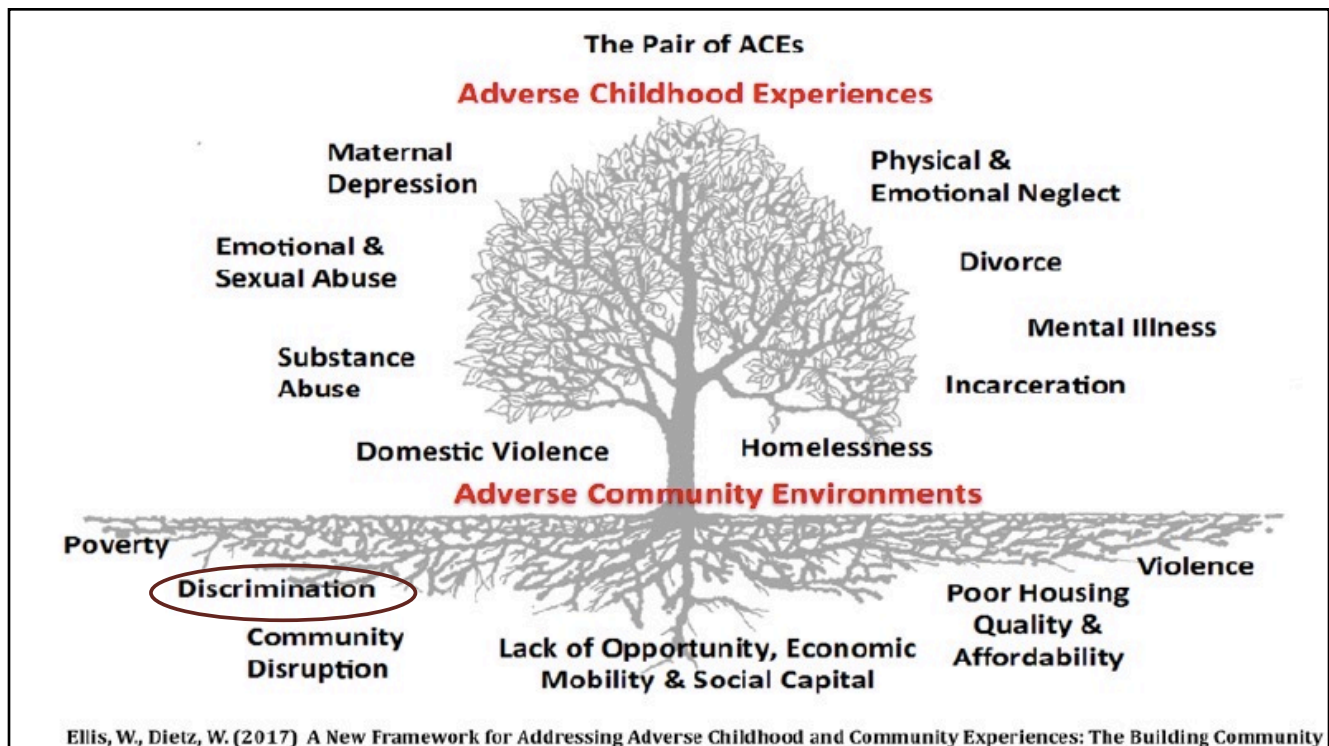 The Pair of ACEs
Adverse Childhood Experiences
Maternal
Depression
Physical &
Emotional Neglect
Emotional &
Sexual Abuse
Divorce
Mental Illness
Substance
Abuse
Incarceration
Domestic Violence
Homelessness
Adverse Community Environments
Poverty
Discrimination
Community
Disruption
Lack of Opportunity, Economic
Mobility & Social Capital
Poor Housing
Quality &
Affordability
Violence
Ellis, W., Dietz, W. (2017) A New Framework for Addressing Adverse Childhood and Community Experiences: The Building Community